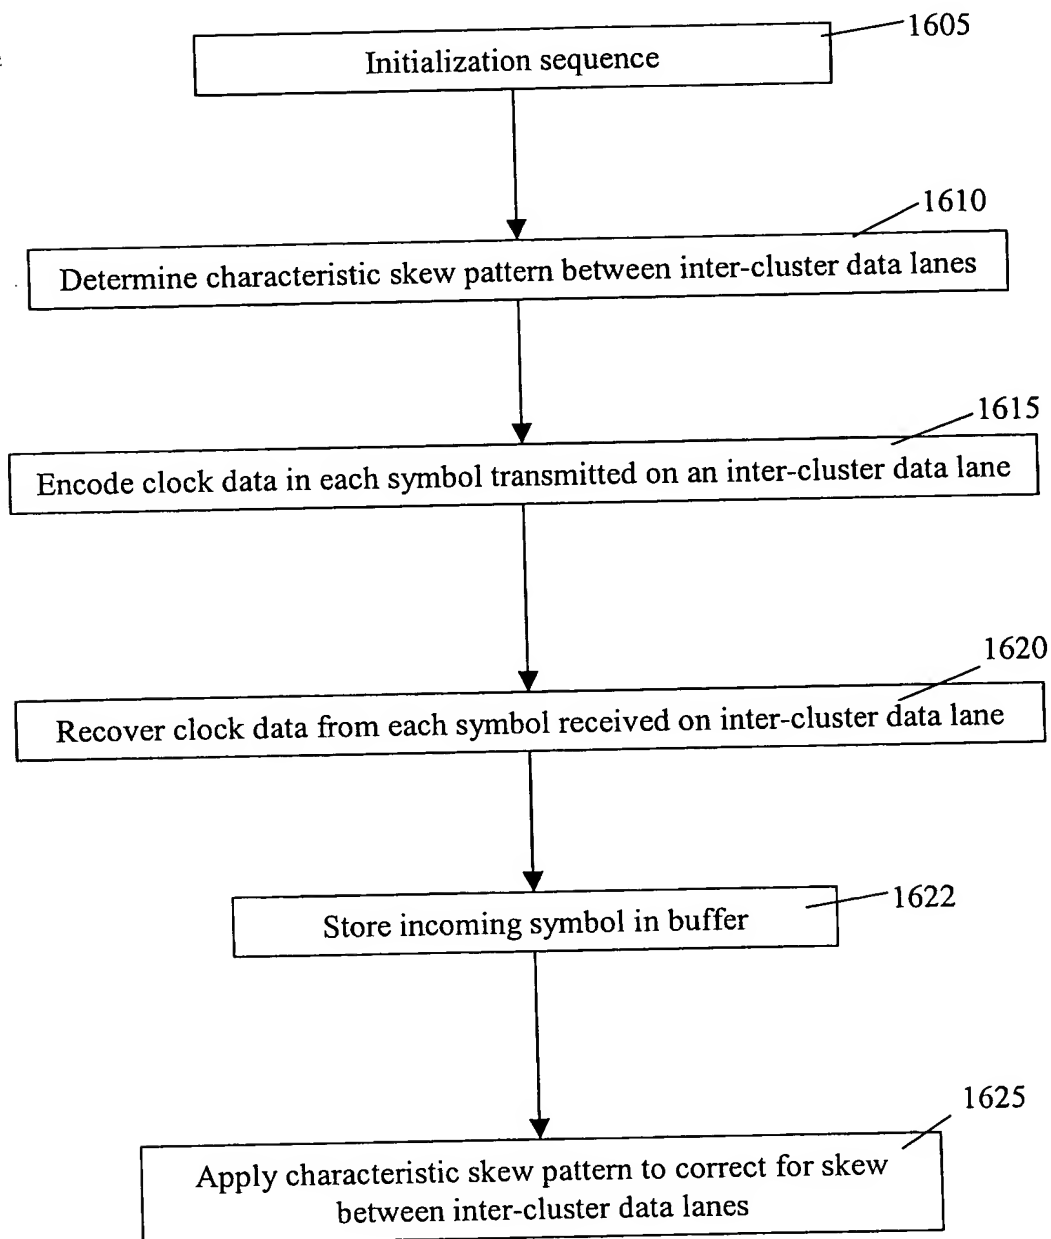 1605
Initialization sequence
1610
Determine characteristic skew pattern between inter-cluster data lanes
1615
Encode clock data in each symbol transmitted on an inter-cluster data lane
1620
Recover clock data from each symbol received on inter-cluster data lane
1622
Store incoming symbol in buffer
1625
Apply characteristic skew pattern to correct for skew
between inter-cluster data lanes